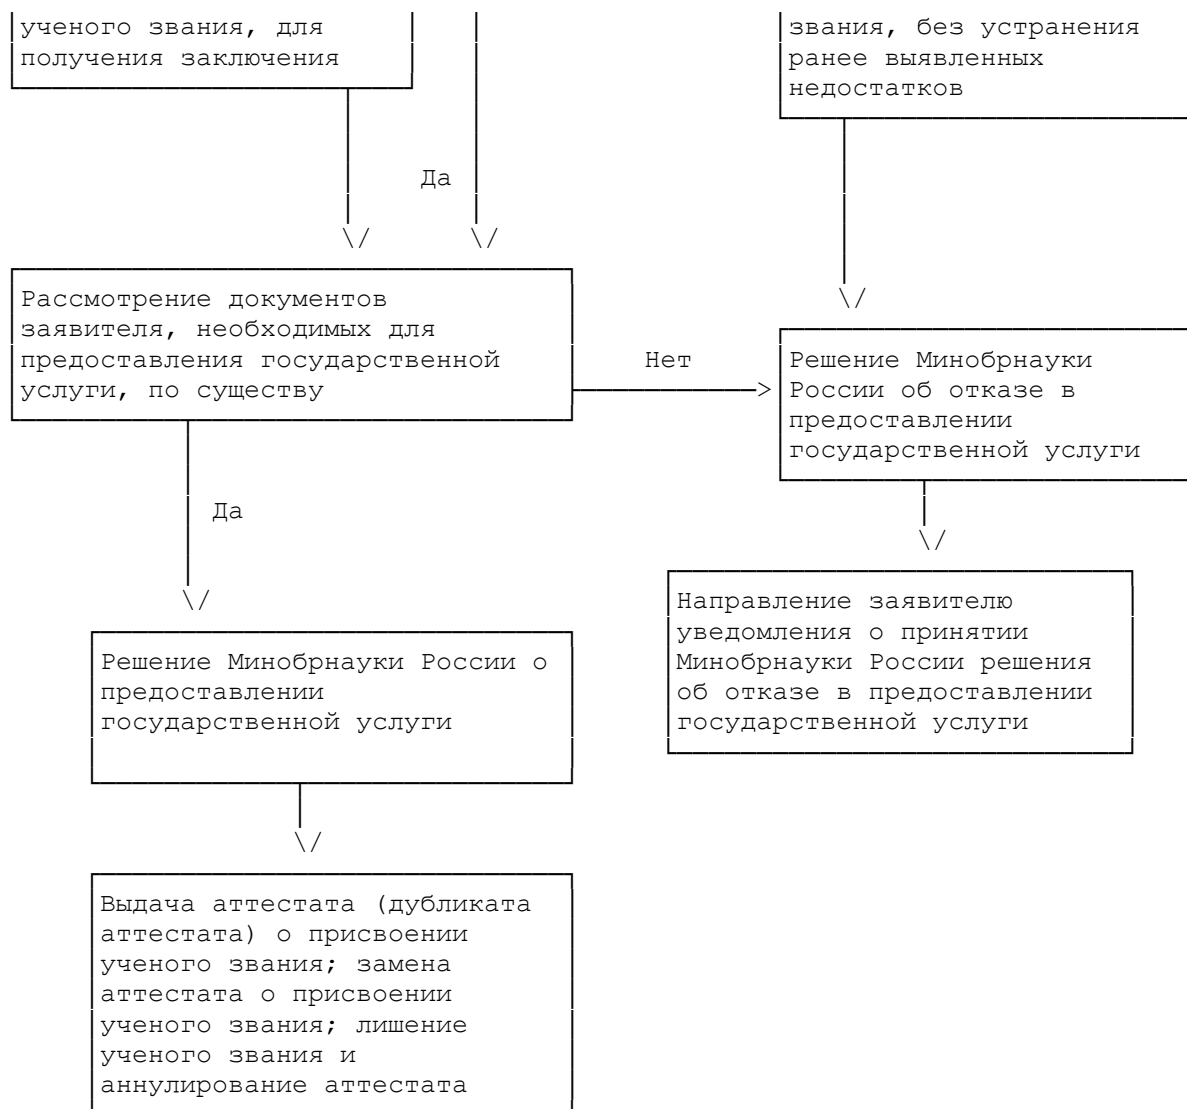 ученого звания, для
получения заключения
звания, без устранения
ранее выявленных
недостатков
Да
Рассмотрение документов
заявителя, необходимых для
предоставления государственной
услуги, по существу
Нет
Решение Минобрнауки
России об отказе в
предоставлении
государственной услуги
Да
Направление заявителю
уведомления о принятии
Минобрнауки России решения
об отказе в предоставлении
государственной услуги
Решение Минобрнауки России о
предоставлении
государственной услуги
Выдача аттестата (дубликата
аттестата) о присвоении
ученого звания; замена
аттестата о присвоении
ученого звания; лишение
ученого звания и
аннулирование аттестата